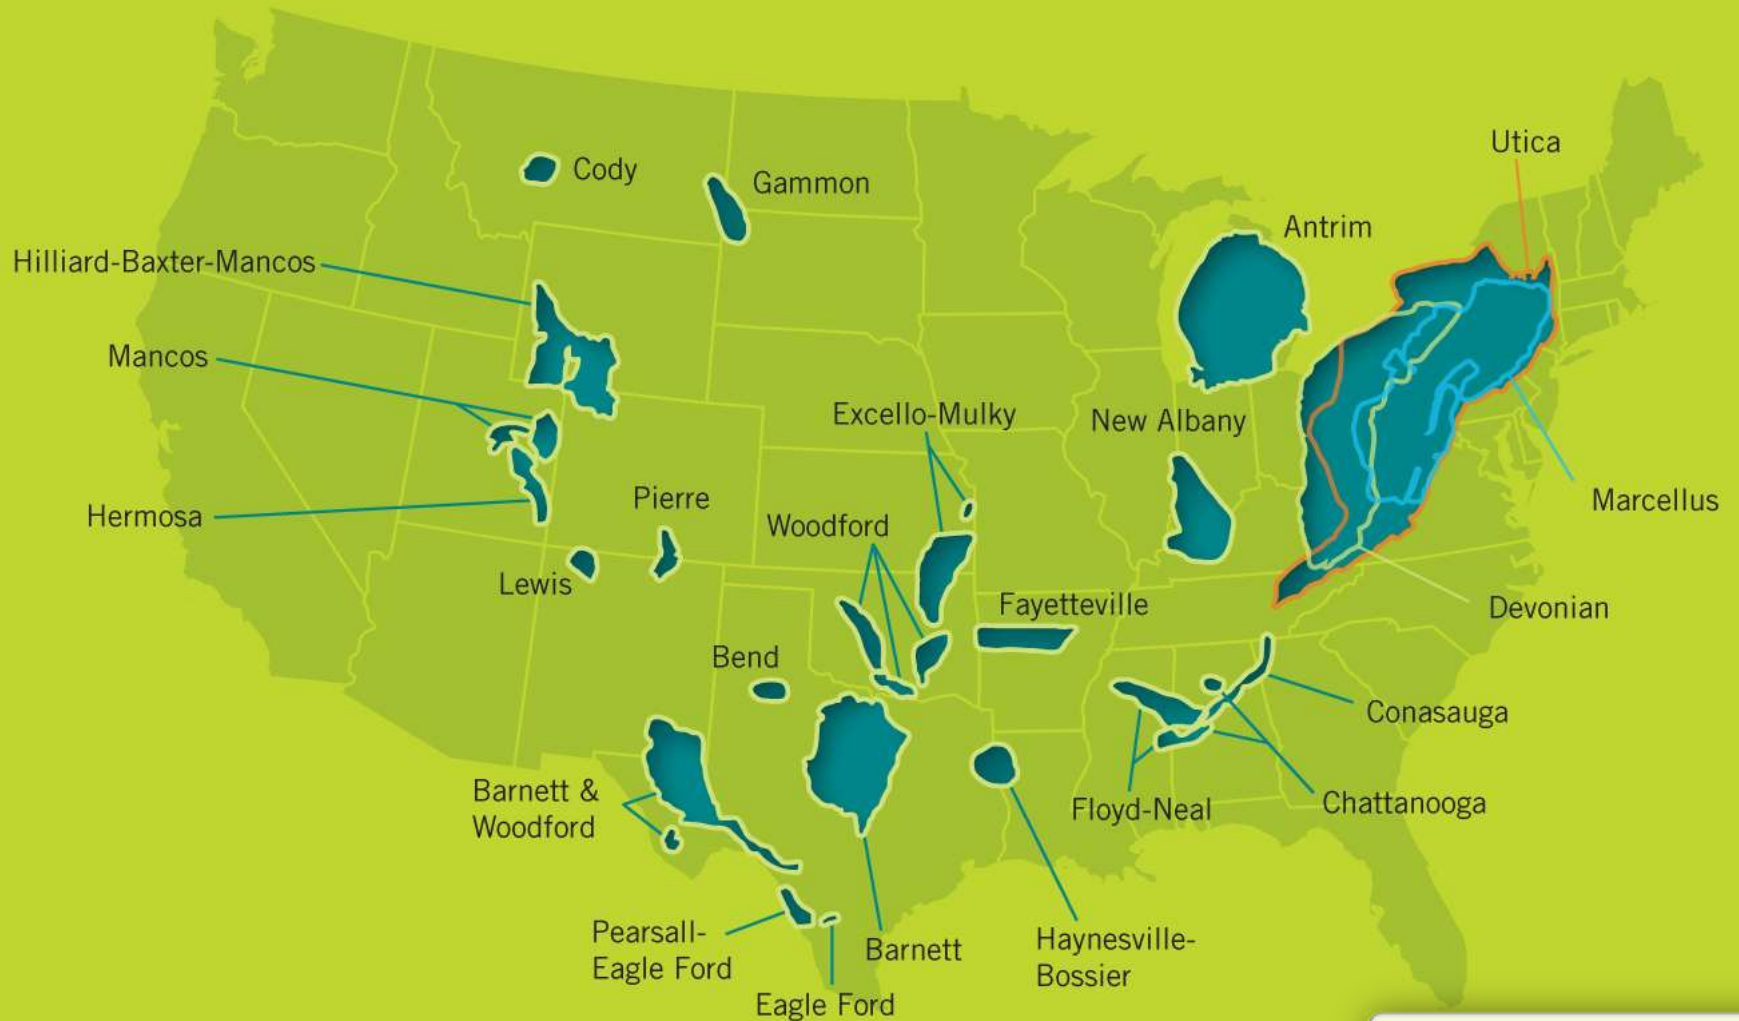 Utica
Cody
Gammon
Antrim
Hilliard-Baxter-Mancos
Mancos
Excello-Mulky
New Albany
Marcellus
Hermosa
Pierre
Woodford
Lewis
Fayetteville
Devonian
Bend
Conasauga
Barnett &
Woodford
Floyd-Neal
Chattanooga
Pearsall-
Eagle Ford
Barnett
Haynesville-
Bossier
Eagle Ford